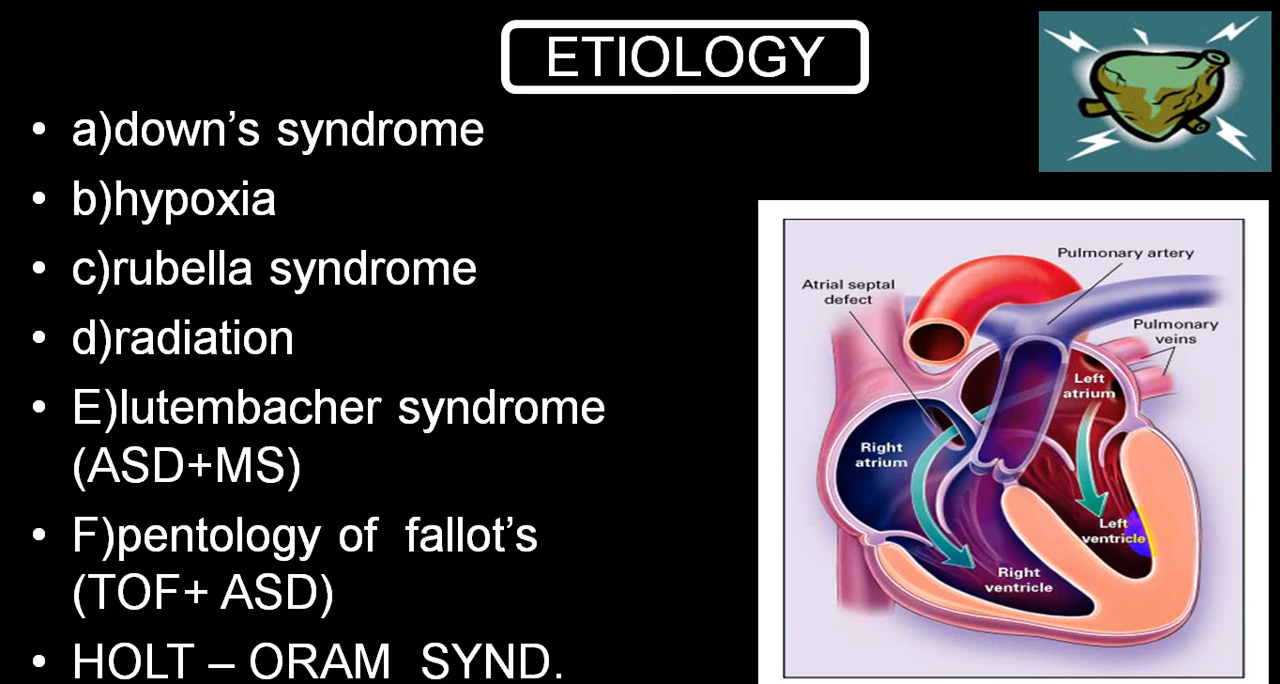 ETIOLOGY
• a)down’s syndrome
• b)hypoxia
• c)rubella syndrome
• d)radiation
• E)lutembacher syndrome
(ASD+MS)
• F)pentology of fallot’s
(TOF+ ASD)
• HOLT – ORAM SYND.
Pulmonary artery
Atrial septal
defect
Pulmonary
veins
Left
atrium
Right
atrium
Left
ventricle
Right
ventricle